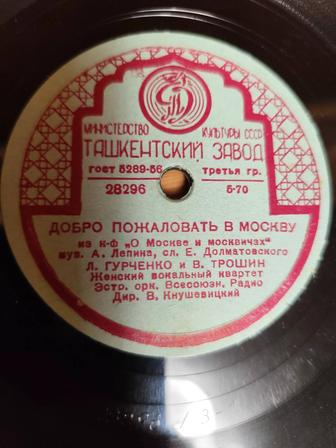 МИНИСТЕРСТВО КУЛЬТУРЫ СССР
ТАШКЕНТСКИЙ ЗАВОД
гост 5289-56 третья гр.
28296 5-70
ДОБРО ПОЖАЛОВАТЬ В МОСКВУ
из к-ф „О Москве и москвичах"
муз. А. Лепина, сл. Е. Долматовского
Л. ГУРЧЕНКО и В. ТРОШИН
Женский вокальный квартет
Эстр. орк. Всесоюзн. Радио
Дир. В. Кнушевицкий